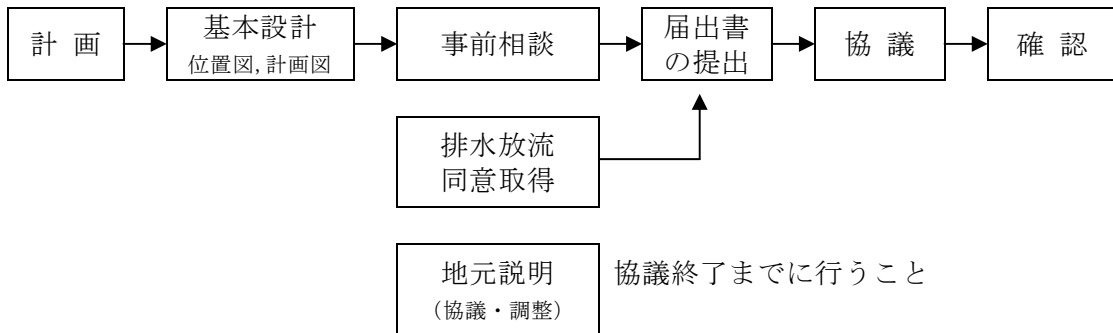 計 画
基本設計
位置図,計画図
事前相談
届出書
の提出
協 議
確 認
排水放流
同意取得
地元説明
（協議・調整）
協議終了までに行うこと